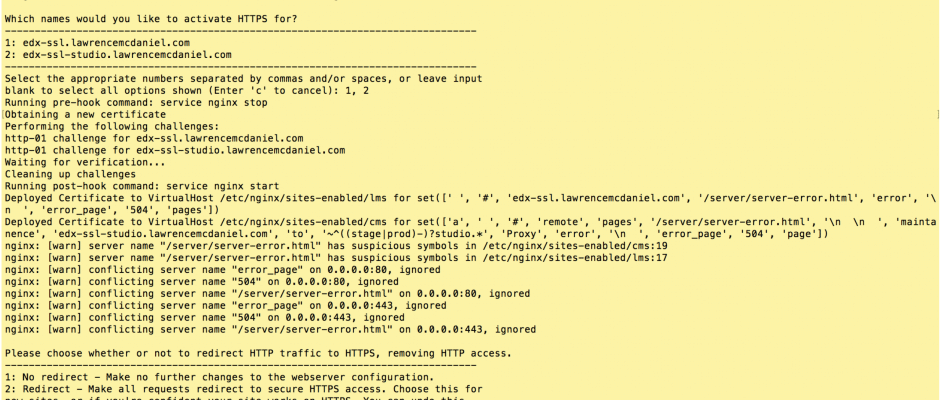 Which names would you like to activate HTTPS for?
-------------------------------------------------------------------------------
1: edx-ssl.lawrencemcdaniel.com
2: edx-ssl-studio.lawrencemcdaniel.com
-------------------------------------------------------------------------------
Select the appropriate numbers separated by commas and/or spaces, or leave input
blank to select all options shown (Enter 'c' to cancel): 1, 2
Running pre-hook command: service nginx stop
Obtaining a new certificate
Performing the following challenges:
http-01 challenge for edx-ssl.lawrencemcdaniel.com
http-01 challenge for edx-ssl-studio.lawrencemcdaniel.com
Waiting for verification...
Cleaning up challenges
Running post-hook command: service nginx start
Deployed Certificate to VirtualHost /etc/nginx/sites-enabled/lms for set([' ', '#', 'edx-ssl.lawrencemcdaniel.com', '/server/server-error.html', 'error', '\
n  ', 'error_page', '504', 'pages'])
Deployed Certificate to VirtualHost /etc/nginx/sites-enabled/cms for set(['a', ' ', '#', 'remote', 'pages', '/server/server-error.html', '\n  \n  ', 'mainta
nence', 'edx-ssl-studio.lawrencemcdaniel.com', 'to', '~^((stage|prod)-)?studio.*', 'Proxy', 'error', '\n  ', 'error_page', '504', 'page'])
nginx: [warn] server name "/server/server-error.html" has suspicious symbols in /etc/nginx/sites-enabled/cms:19
nginx: [warn] server name "/server/server-error.html" has suspicious symbols in /etc/nginx/sites-enabled/lms:17
nginx: [warn] conflicting server name "error_page" on 0.0.0.0:80, ignored
nginx: [warn] conflicting server name "504" on 0.0.0.0:80, ignored
nginx: [warn] conflicting server name "/server/server-error.html" on 0.0.0.0:80, ignored
nginx: [warn] conflicting server name "error_page" on 0.0.0.0:443, ignored
nginx: [warn] conflicting server name "504" on 0.0.0.0:443, ignored
nginx: [warn] conflicting server name "/server/server-error.html" on 0.0.0.0:443, ignored
Please choose whether or not to redirect HTTP traffic to HTTPS, removing HTTP access.
-------------------------------------------------------------------------------
1: No redirect - Make no further changes to the webserver configuration.
2: Redirect - Make all requests redirect to secure HTTPS access. Choose this for